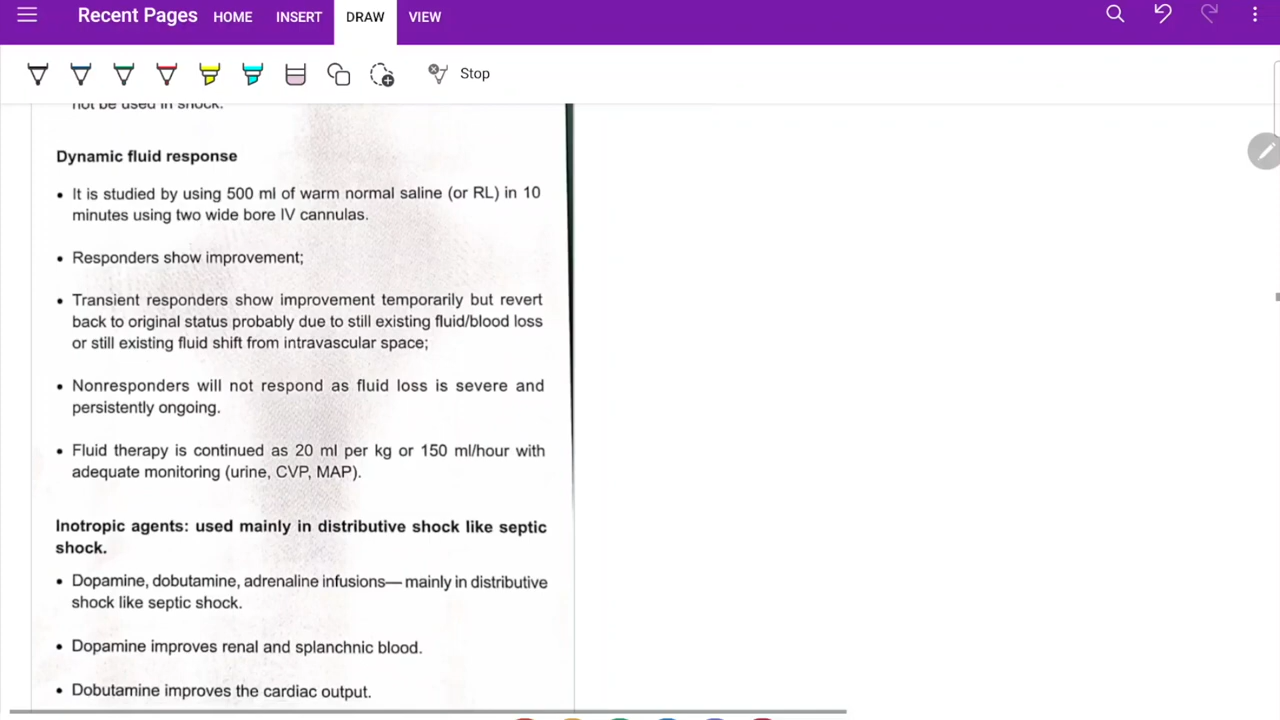 Recent Pages HOME INSERT DRAW VIEW
Stop
not be used in shock.
Dynamic fluid response
• It is studied by using 500 ml of warm normal saline (or RL) in 10
minutes using two wide bore IV cannulas.
• Responders show improvement;
• Transient responders show improvement temporarily but revert
back to original status probably due to still existing fluid/blood loss
or still existing fluid shift from intravascular space;
• Nonresponders will not respond as fluid loss is severe and
persistently ongoing.
• Fluid therapy is continued as 20 ml per kg or 150 ml/hour with
adequate monitoring (urine, CVP, MAP).
Inotropic agents: used mainly in distributive shock like septic
shock.
• Dopamine, dobutamine, adrenaline infusions— mainly in distributive
shock like septic shock.
• Dopamine improves renal and splanchnic blood.
• Dobutamine improves the cardiac output.